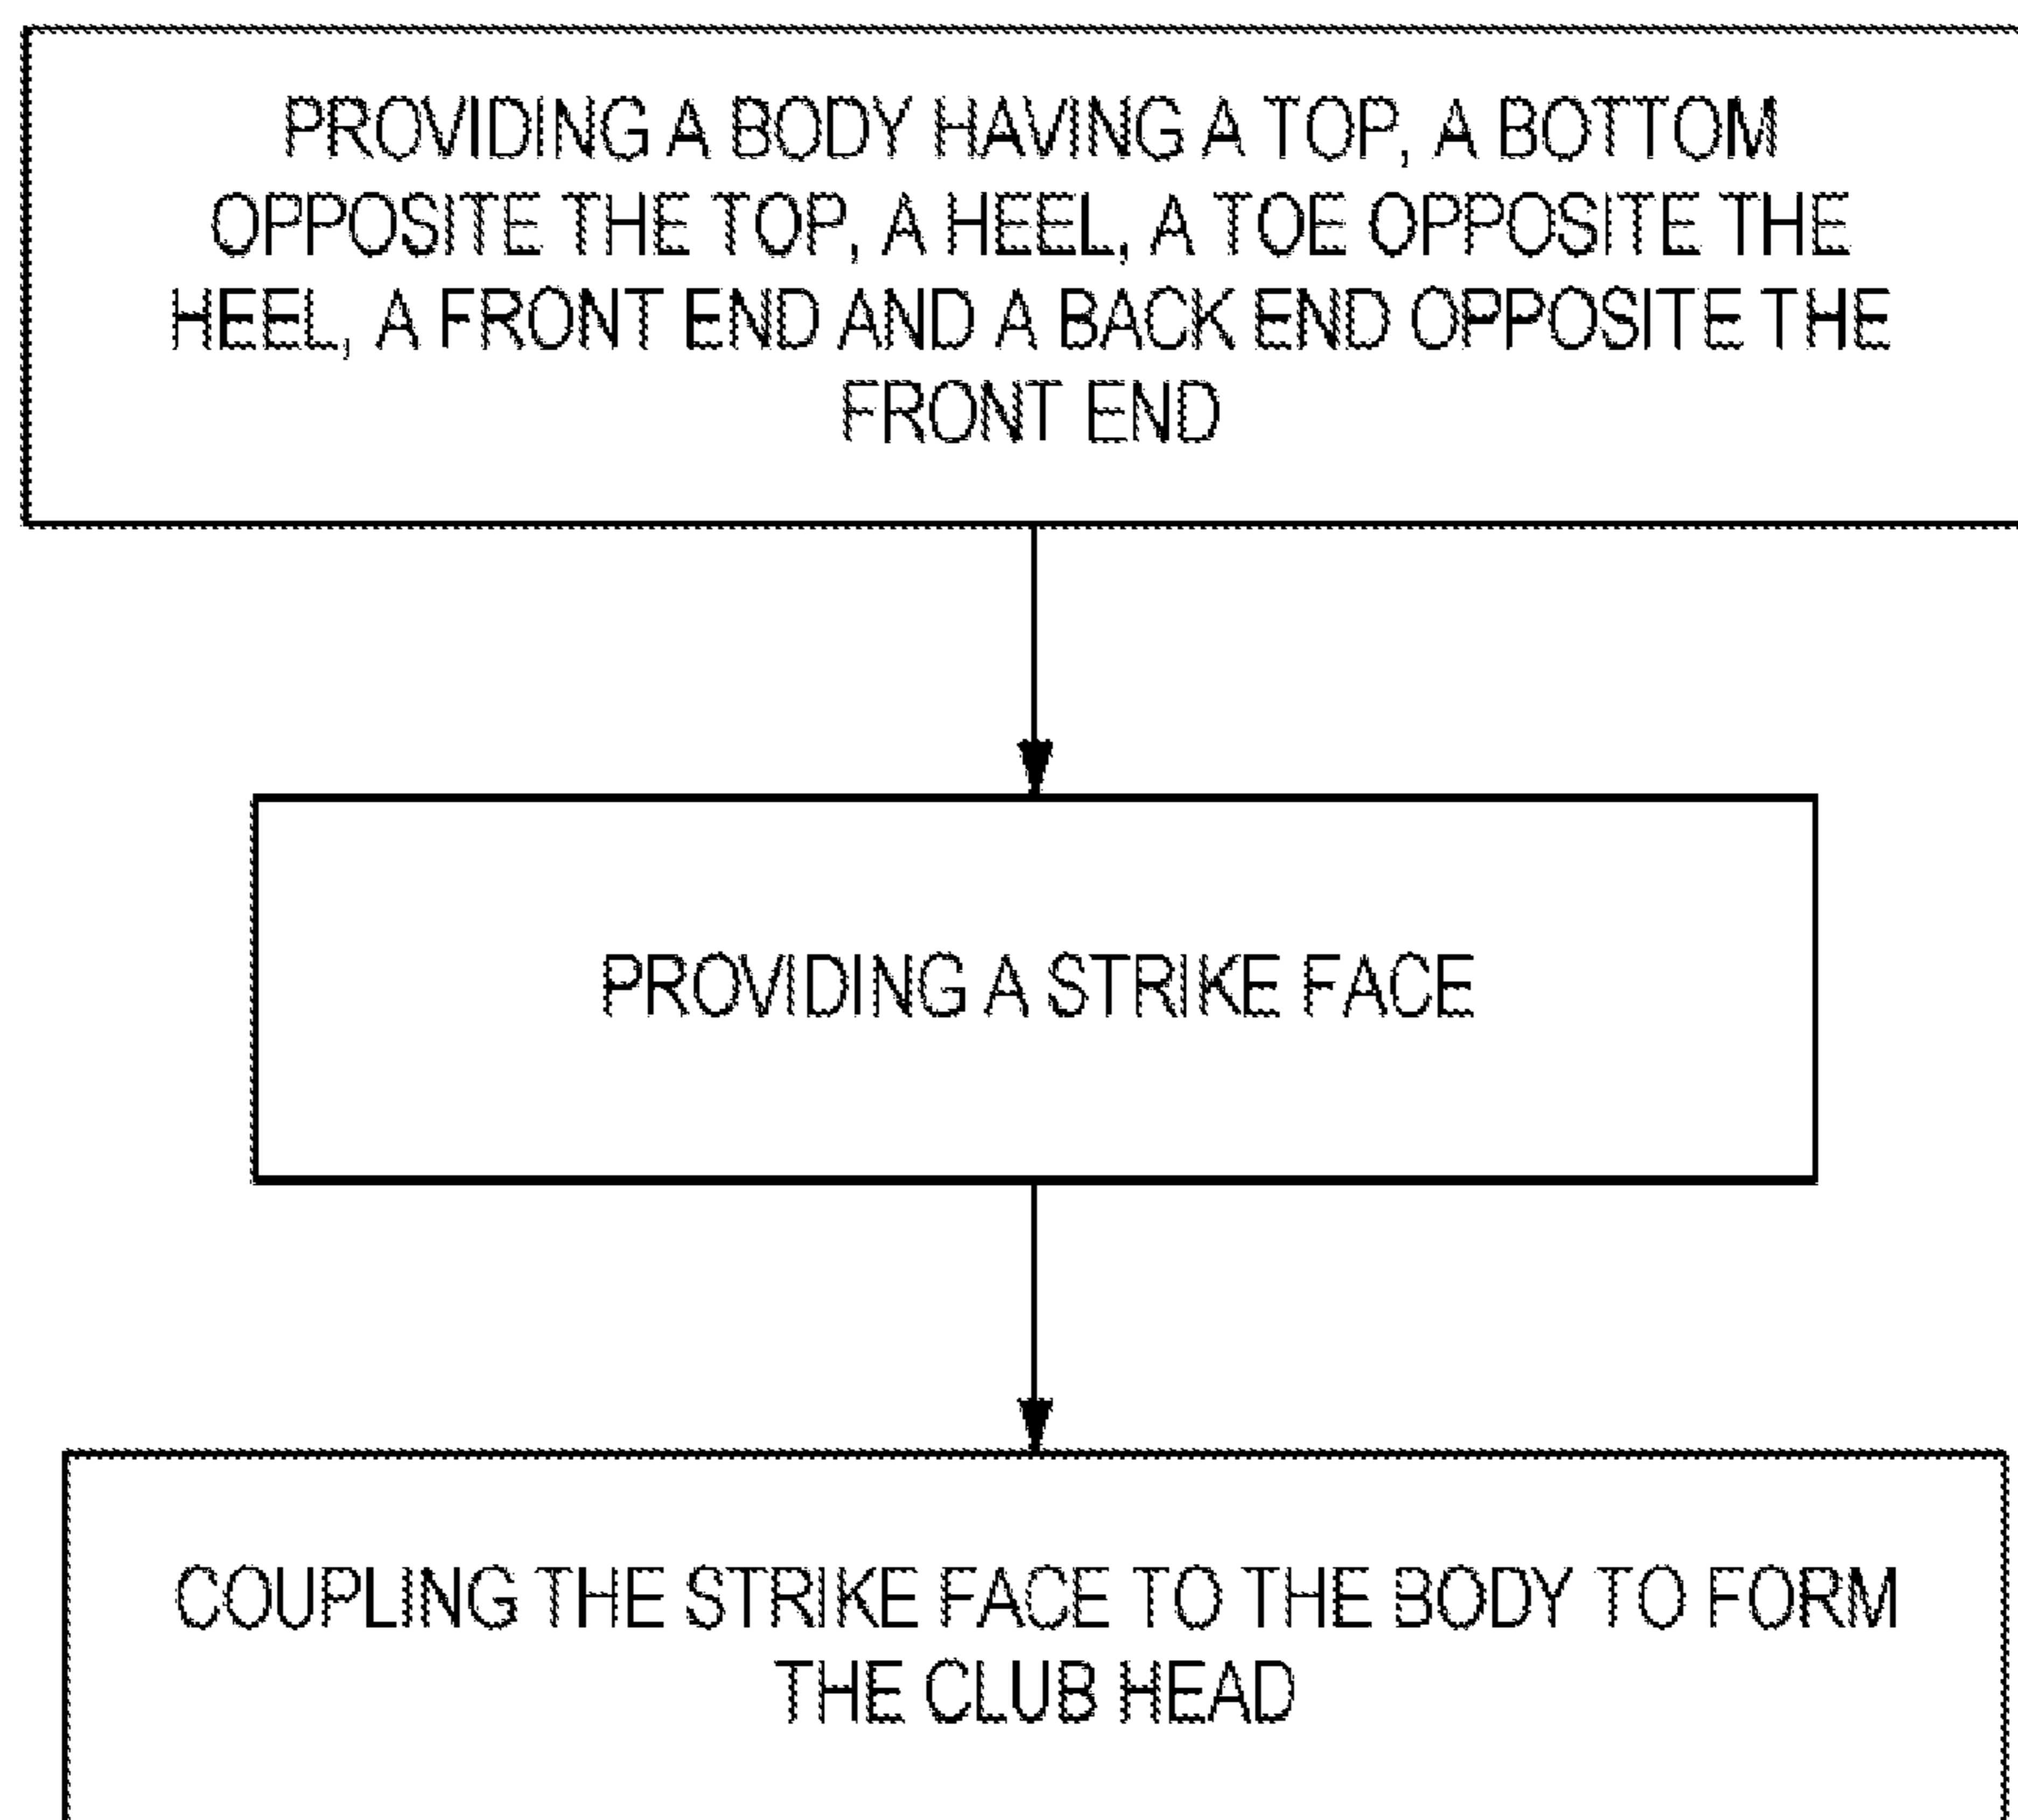 PROVIDING A BODY HAVING A TOP, A BOTTOM
OPPOSITE THE TOP, A HEEL, A TOE OPPOSITE THE
HEEL, A FRONT END AND A BACK END OPPOSITE THE
FRONT END
PROVIDING A STRIKE FACE
COUPLING THE STRIKE FACE TO THE BODY TO FORM
THE CLUB HEAD